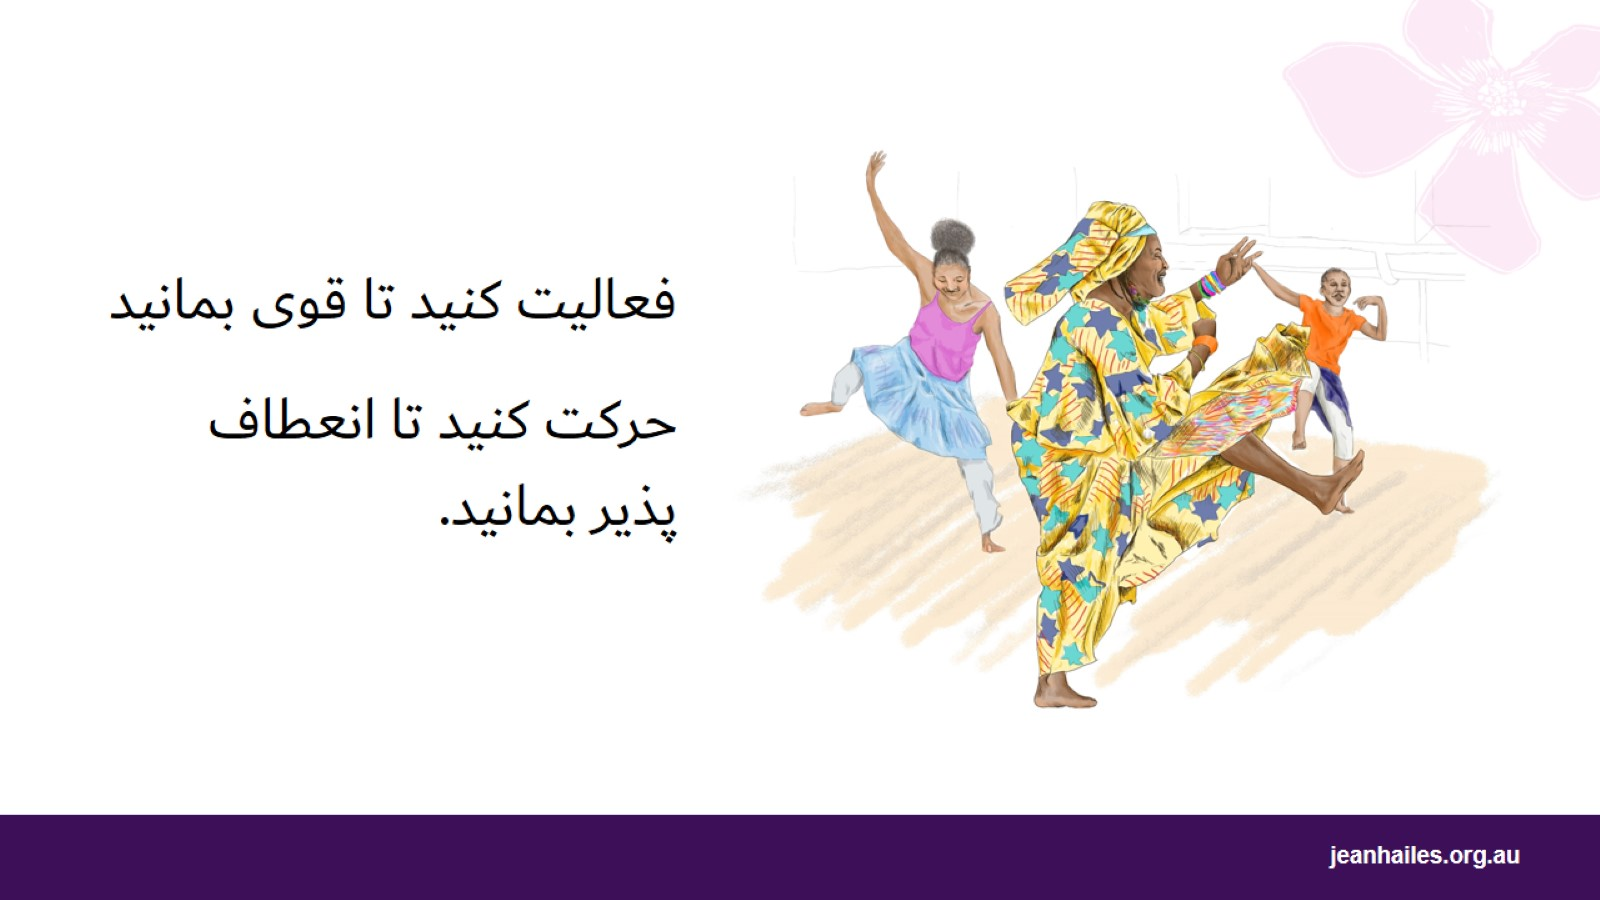 فعالیت کنید تا قوی بمانید
حرکت کنید تا انعطاف
پذیر بمانید.
jeanhailes.org.au